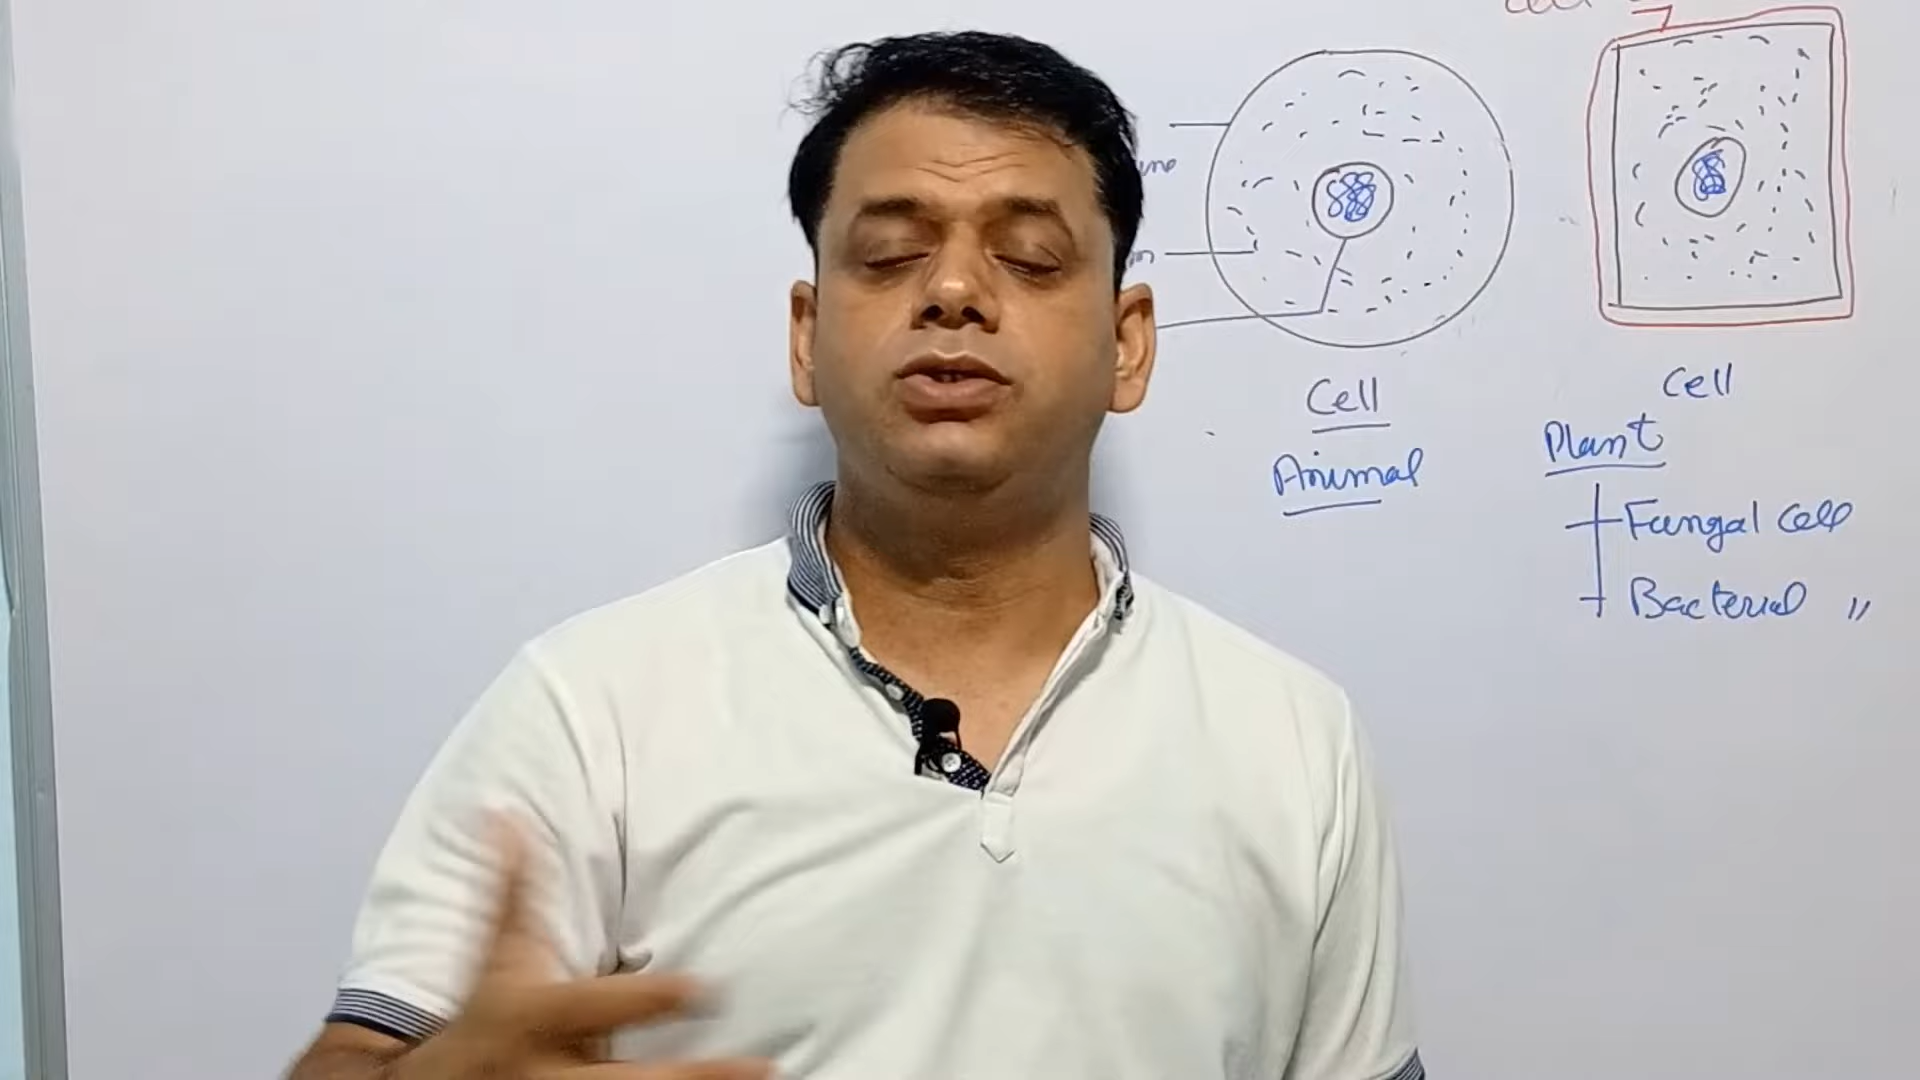 Cell
Animal
Cell
Plant
Fungal Cell
Bacterial "